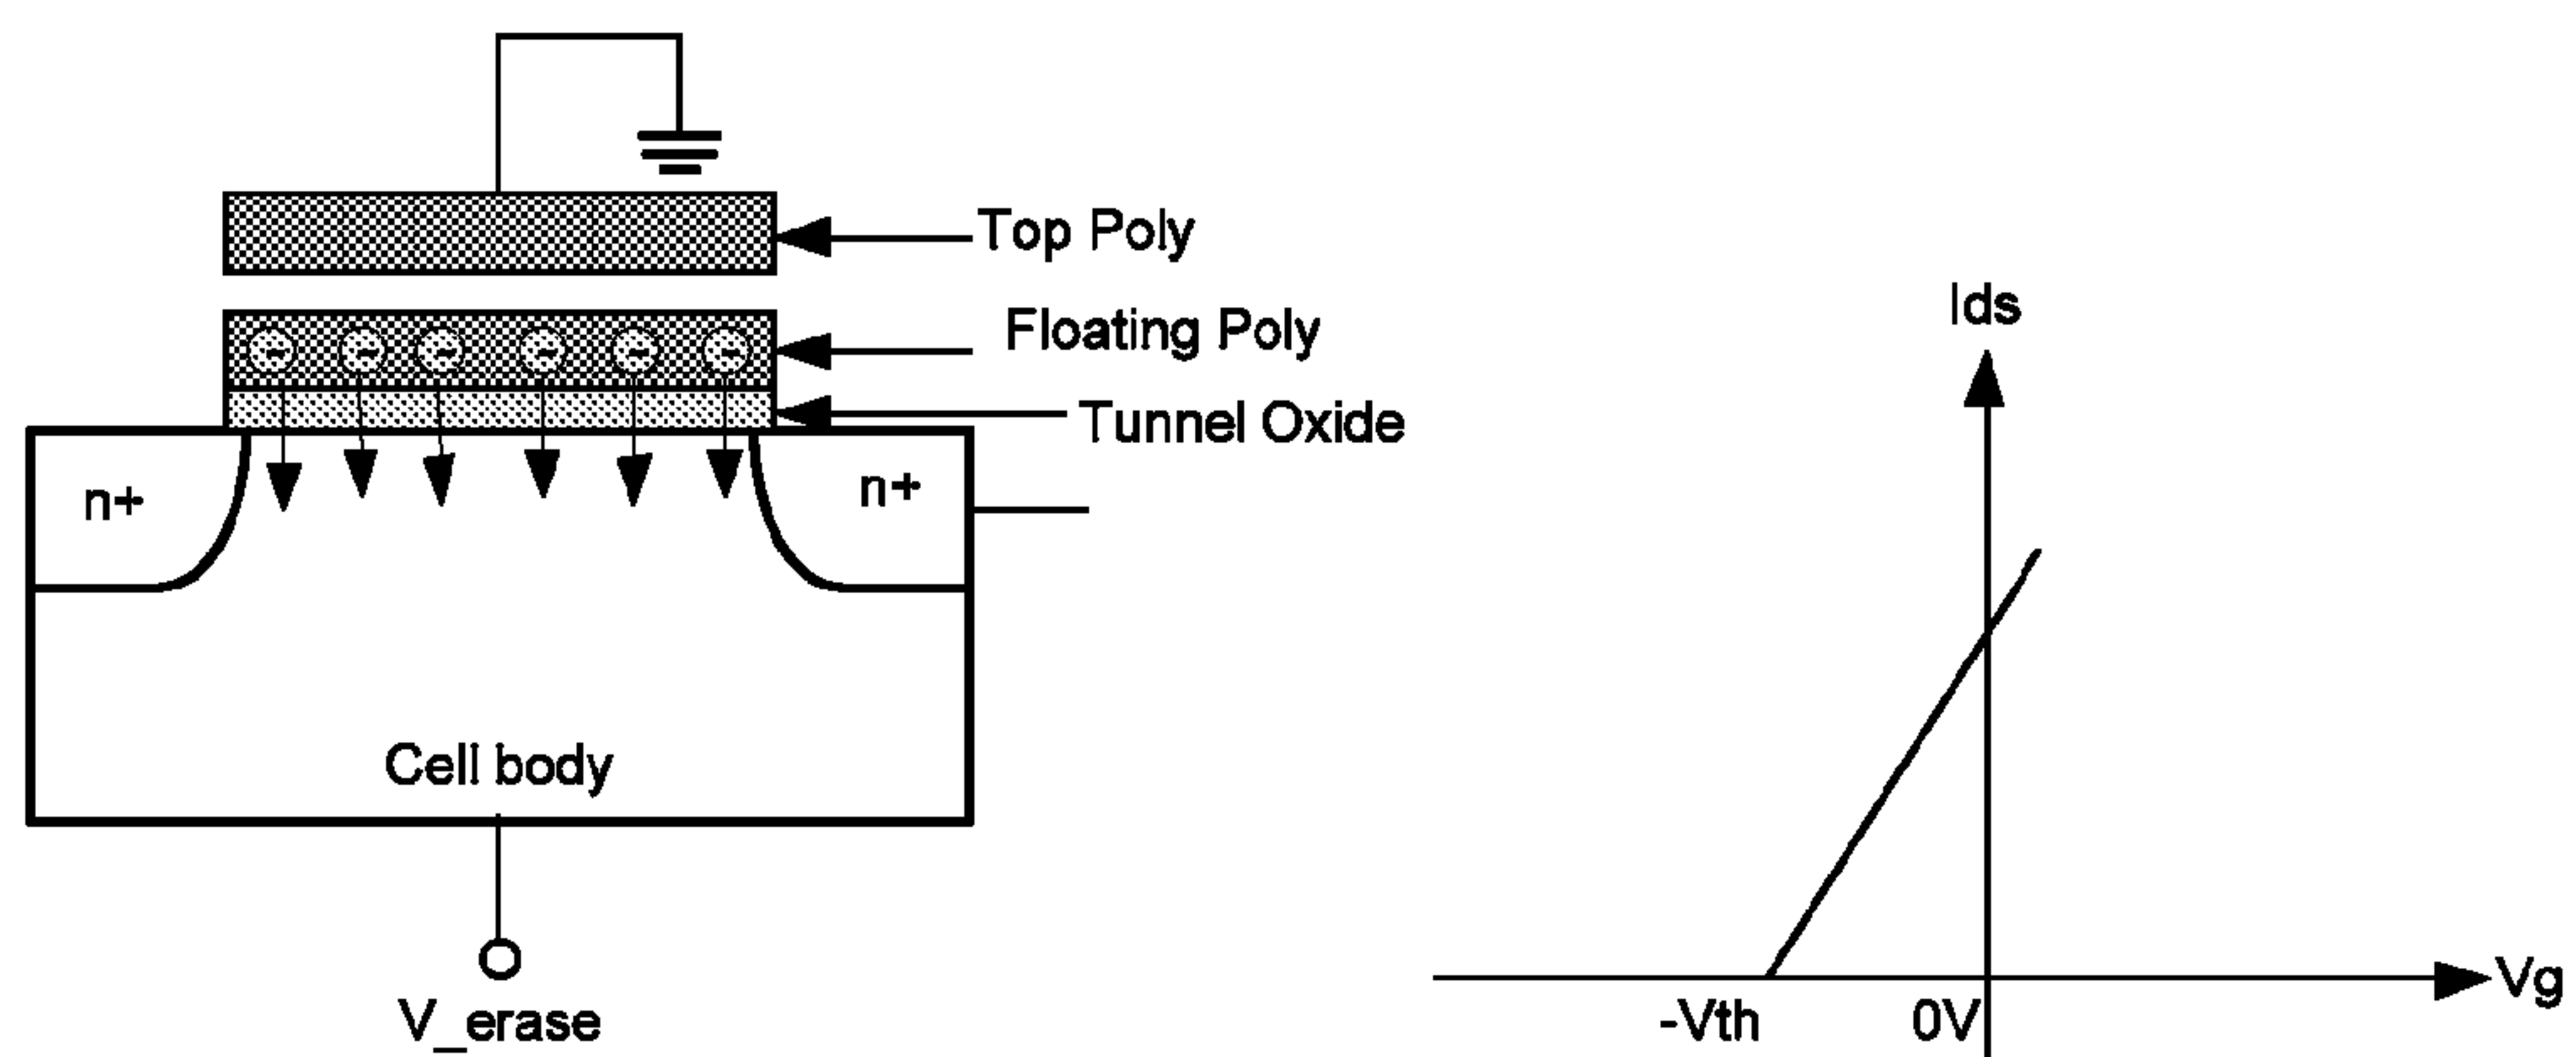 Top Poly
Floating Poly
Tunnel Oxide
n+
n+
Cell body
V_erase
Ids
-Vth
0V
Vg
- - - - - -